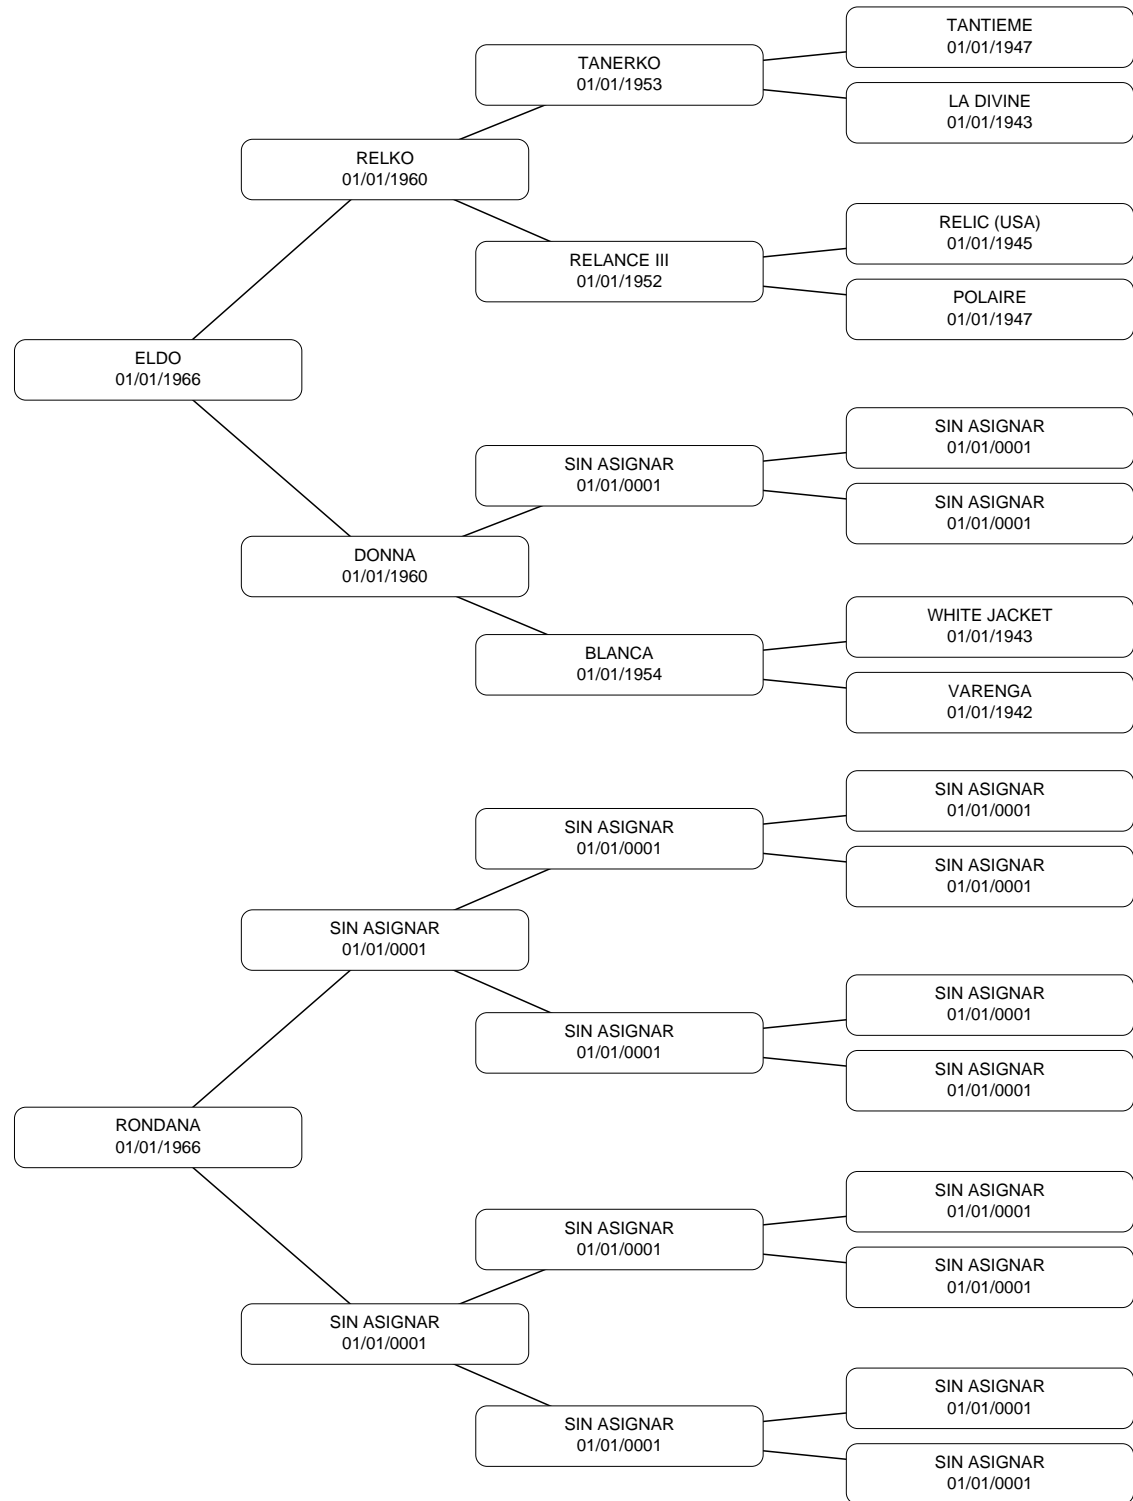 TANTIEME
01/01/1947
TANERKO
01/01/1953
LA DIVINE
01/01/1943
RELKO
01/01/1960
RELIC (USA)
01/01/1945
RELANCE III
01/01/1952
POLAIRE
01/01/1947
ELDO
01/01/1966
SIN ASIGNAR
01/01/0001
SIN ASIGNAR
01/01/0001
SIN ASIGNAR
01/01/0001
DONNA
01/01/1960
WHITE JACKET
01/01/1943
BLANCA
01/01/1954
VARENGA
01/01/1942
SIN ASIGNAR
01/01/0001
SIN ASIGNAR
01/01/0001
SIN ASIGNAR
01/01/0001
SIN ASIGNAR
01/01/0001
SIN ASIGNAR
01/01/0001
SIN ASIGNAR
01/01/0001
SIN ASIGNAR
01/01/0001
RONDANA
01/01/1966
SIN ASIGNAR
01/01/0001
SIN ASIGNAR
01/01/0001
SIN ASIGNAR
01/01/0001
SIN ASIGNAR
01/01/0001
SIN ASIGNAR
01/01/0001
SIN ASIGNAR
01/01/0001
SIN ASIGNAR
01/01/0001